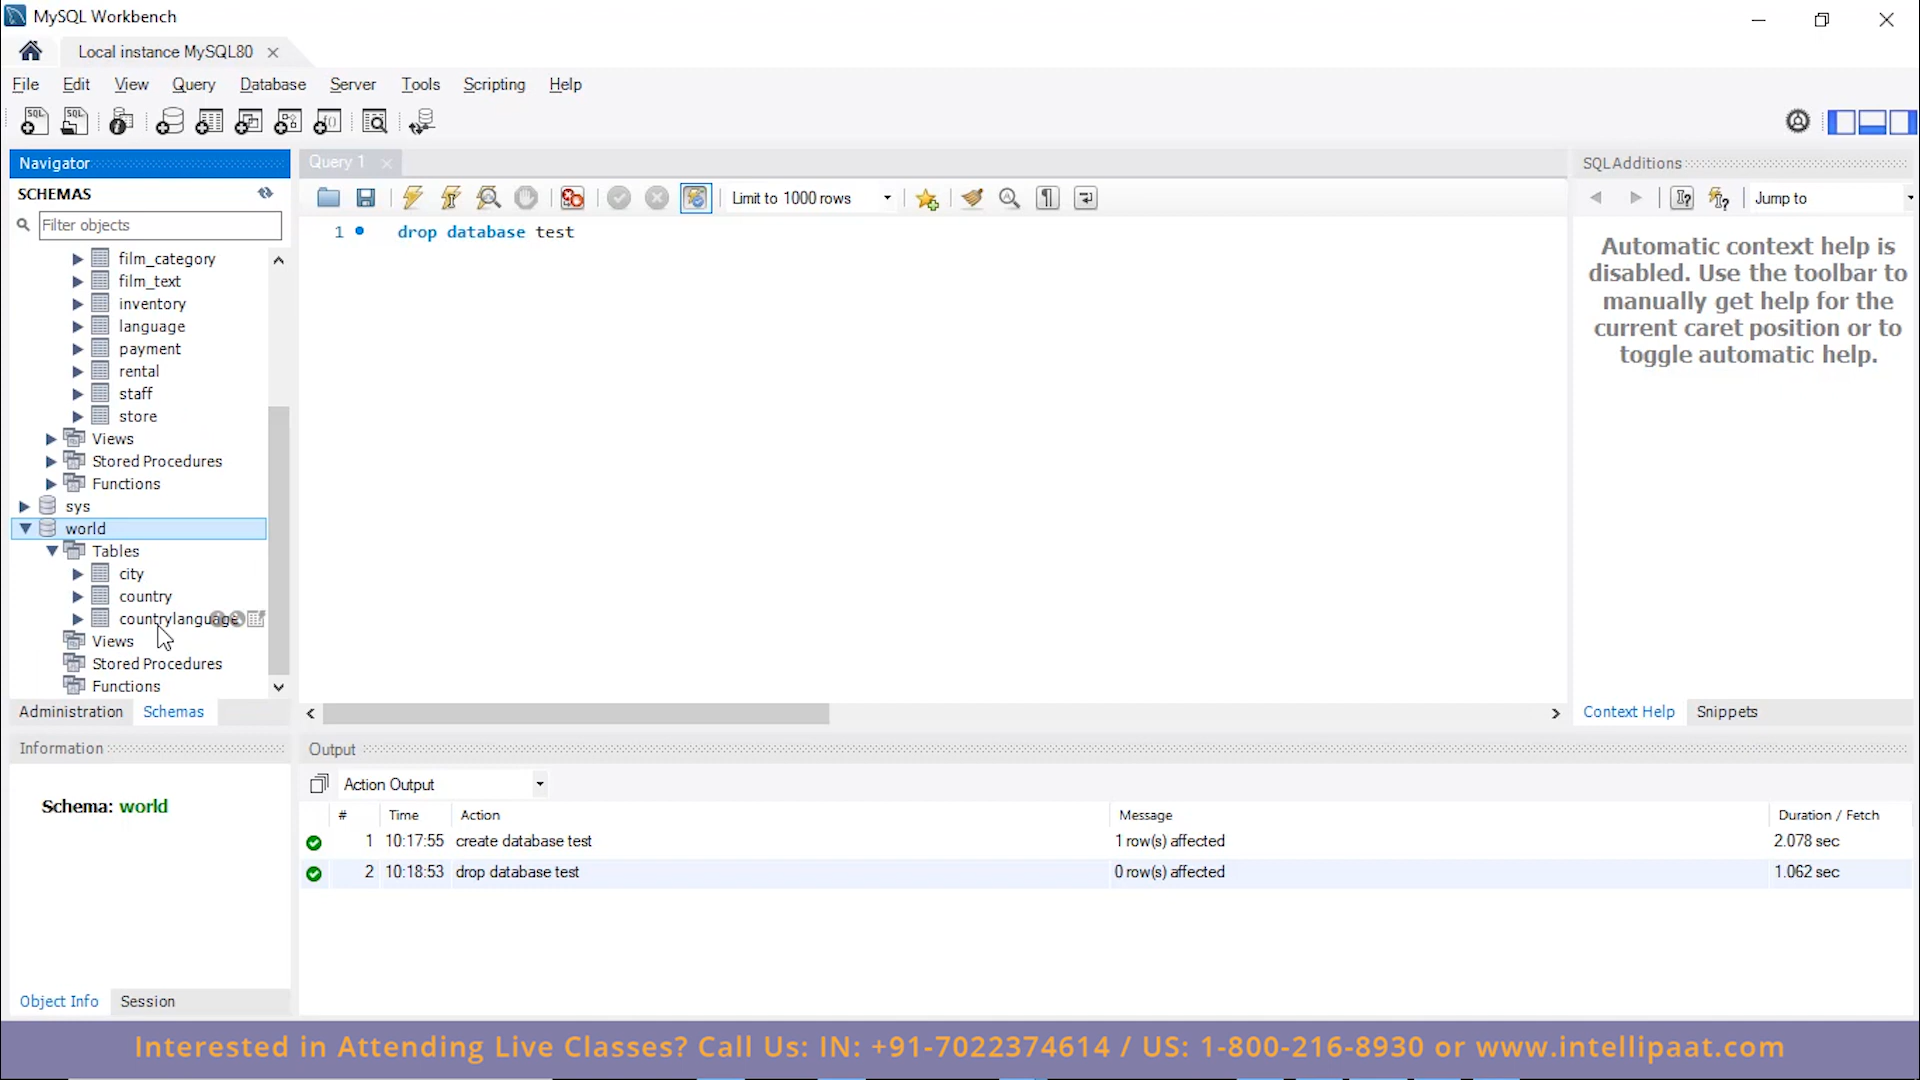 MySQL Workbench
Local instance MySQL80
File Edit View Query Database Server Tools Scripting Help
Navigator
SCHEMAS
Filter objects
film_category
film_text
inventory
language
payment
rental
staff
store
Views
Stored Procedures
Functions
sys
world
Tables
city
country
countrylanguage
Views
Stored Procedures
Functions
Administration Schemas
Information
Schema: world
Object Info Session
Query 1
Limit to 1000 rows
1 drop database test
SQLAdditions
Jump to
Automatic context help is
disabled. Use the toolbar to
manually get help for the
current caret position or to
toggle automatic help.
Context Help Snippets
Output
Action Output
# Time Action Message Duration / Fetch
1 10:17:55 create database test 1 row(s) affected 2.078 sec
2 10:18:53 drop database test 0 row(s) affected 1.062 sec
Interested in Attending Live Classes? Call Us: IN: +91-7022374614 / US: 1-800-216-8930 or www.intellipaat.com